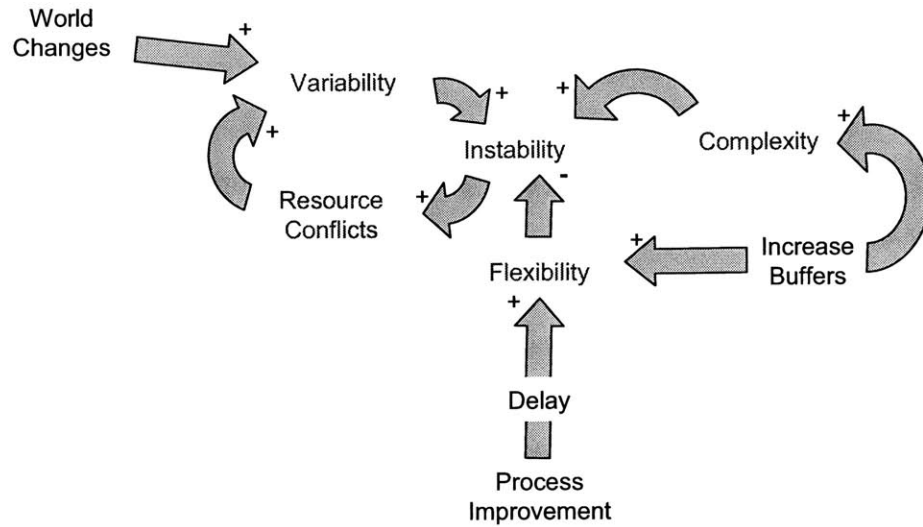 World
Changes
+
Variability
+
+
+
Instability
Complexity
+
-
Resource
Conflicts
+
+
Flexibility
+
Increase
Buffers
+
Delay
Process
Improvement